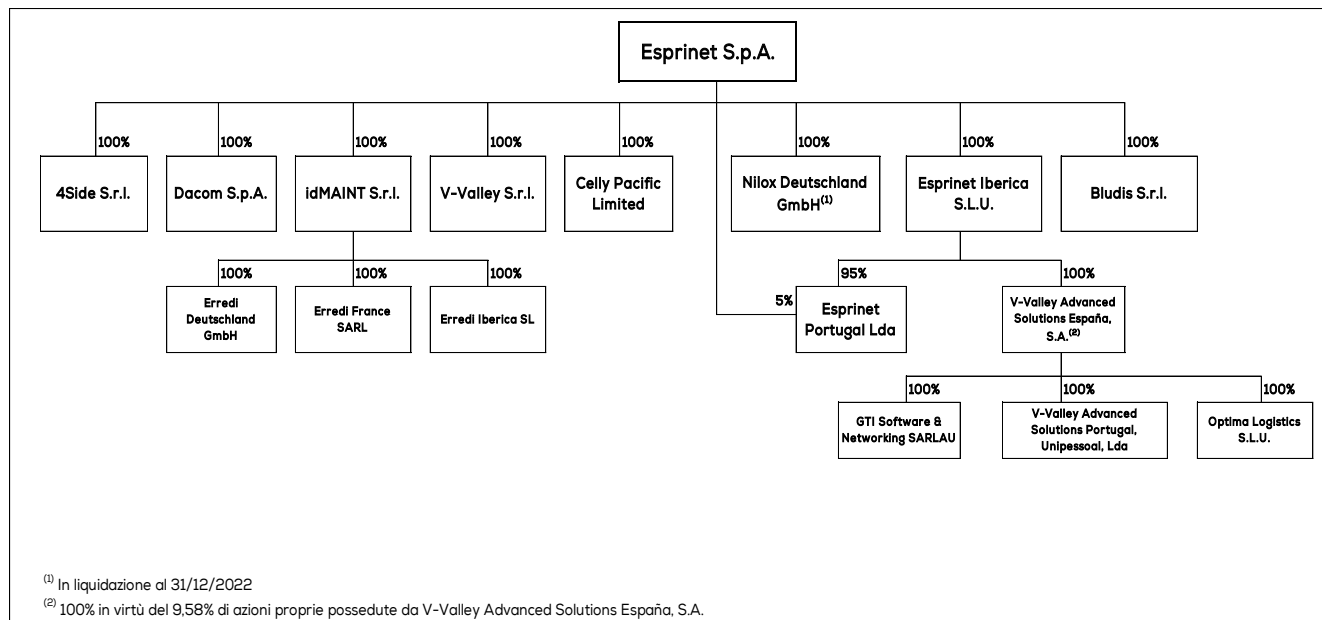 Esprinet S.p.A.
100%
100%
100%
100%
100%
100%
100%
100%
4Side S.r.l.
Dacom S.p.A.
idMAINT S.r.l.
V-Valley S.r.l.
Celly Pacific
Limited
Nilox Deutschland
GmbH(1)
Esprinet Iberica
S.L.U.
Bludis S.r.l.
100%
100%
100%
95%
100%
5%
Erredi
Deutschland
GmbH
Erredi France
SARL
Erredi Iberica SL
Esprinet
Portugal Lda
V-Valley Advanced
Solutions España,
S.A.(2)
100%
100%
100%
GTI Software &
Networking SARLAU
V-Valley Advanced
Solutions Portugal,
Unipessoal, Lda
Optima Logistics
S.L.U.
(1) In liquidazione al 31/12/2022
(2) 100% in virtù del 9,58% di azioni proprie possedute da V-Valley Advanced Solutions España, S.A.